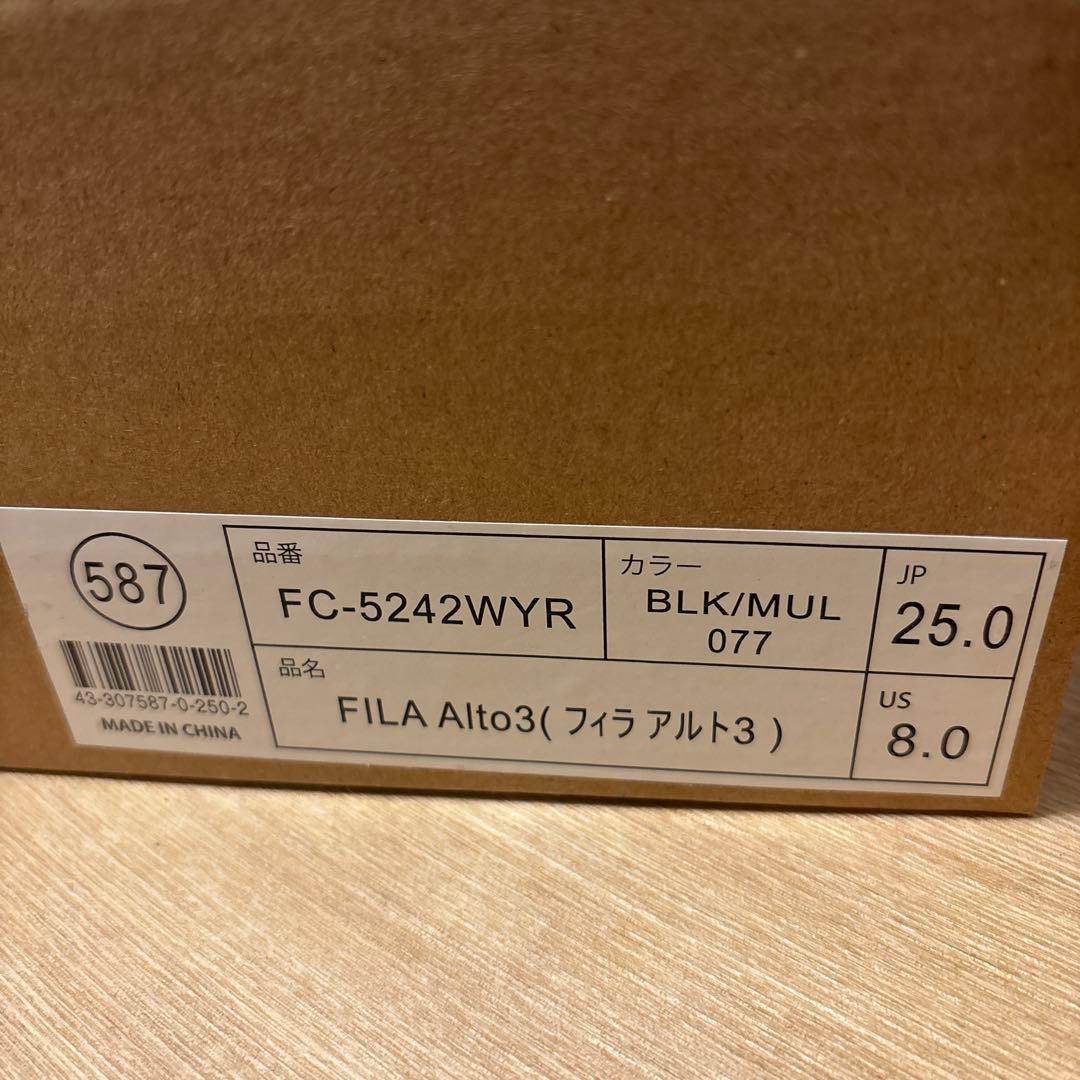 587
43-307587-0-250-2
MADE IN CHINA
品番
FC-5242WYR
カラー
BLK/MUL
077
JP
25.0
品名
FILA Alto3( フィラ アルト3 )
US
8.0